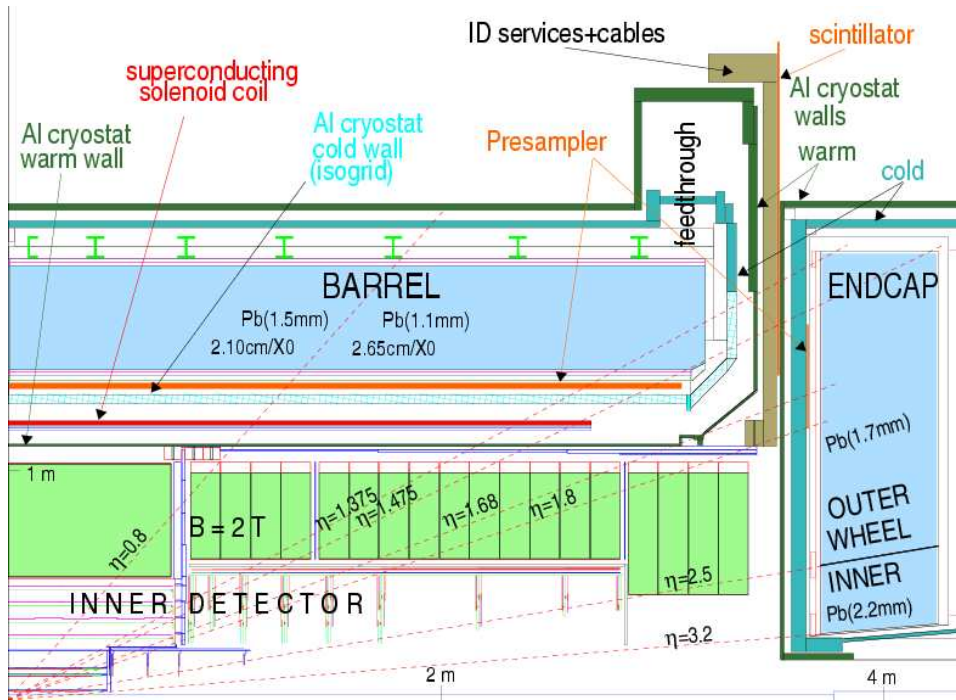 ID services+cables
scintillator
superconducting
solenoid coil
Al cryostat
walls
Al cryostat
cold wall
(isogrid)
Presampler
Al cryostat
warm wall
warm
cold
feedthrough
BARREL
ENDCAP
Pb(1.5mm)
Pb(1.1mm)
2.10cm/X0
2.65cm/X0
Pb(1.7mm)
1 m
η=0.8
B = 2 T
η=1.375
η=1.475
η=1.68
η=1.8
OUTER
WHEEL
η=2.5
INNER
INNER DETECTOR
Pb(2.2mm)
η=3.2
2 m
4 m